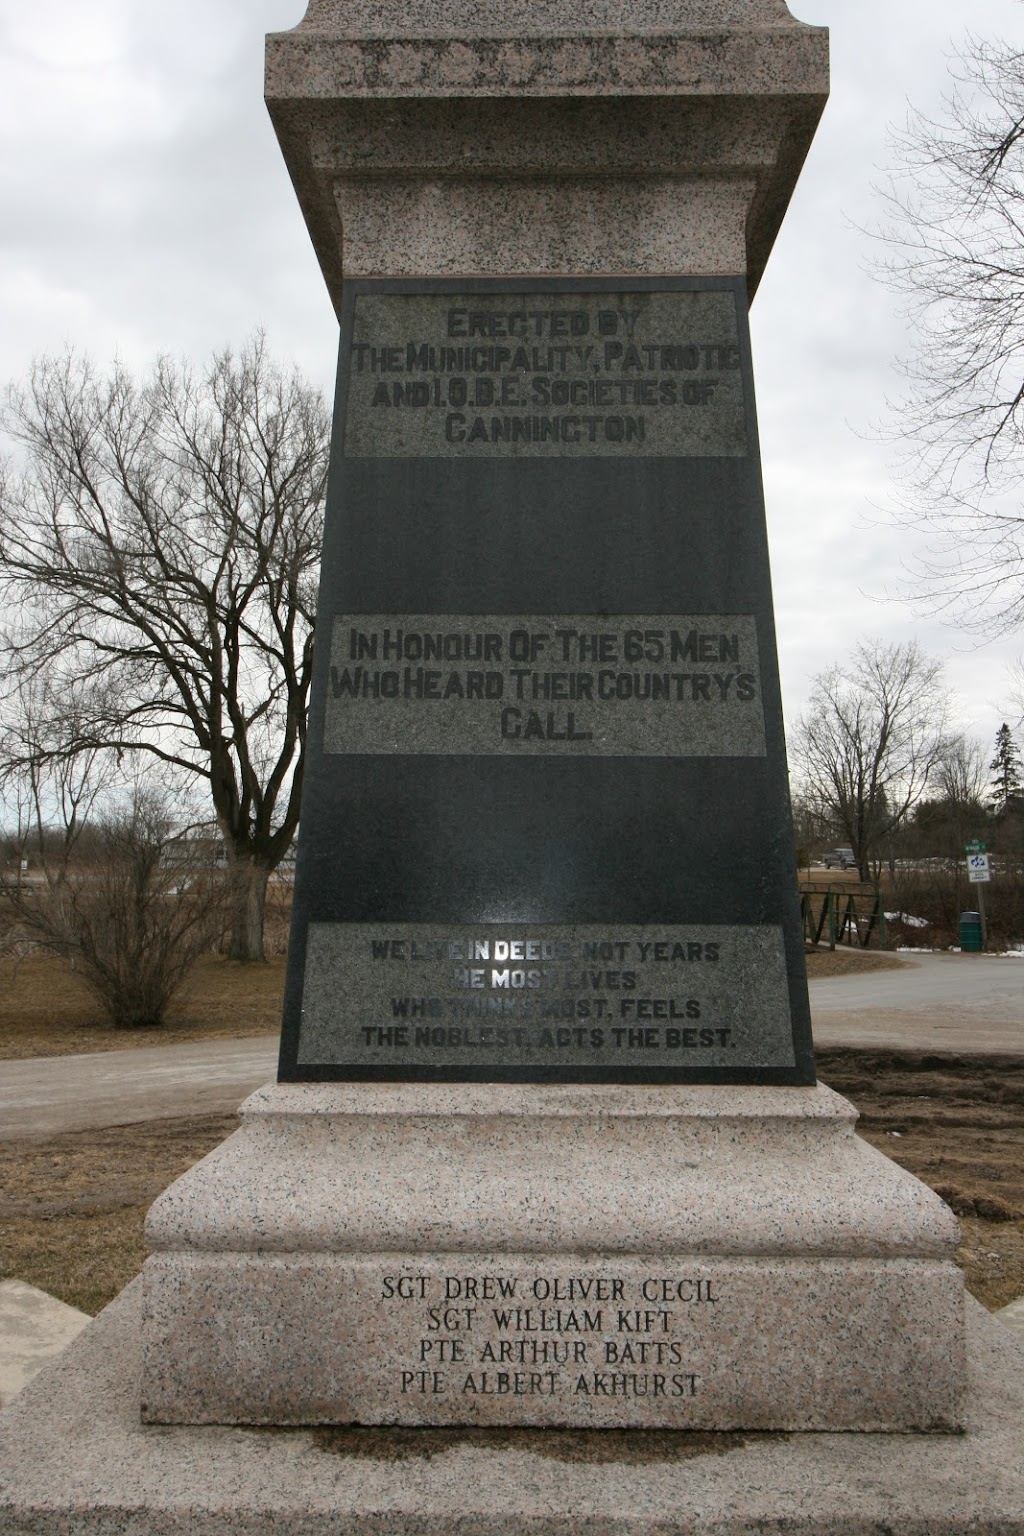 ERECTED BY
THE MUNICIPALITY, PATRIOTIC
AND I.O.D.E. SOCIETIES OF
CANNINGTON
IN HONOUR OF THE 65 MEN
WHO HEARD THEIR COUNTRY'S
CALL
WE LIVE IN DEEDS, NOT YEARS
HE MOST LIVES
WHO THINKS MOST, FEELS
THE NOBLEST, ACTS THE BEST.
SGT DREW OLIVER CECIL
SGT WILLIAM KIFT
PTE ARTHUR BATTS
PTE ALBERT AKHURST